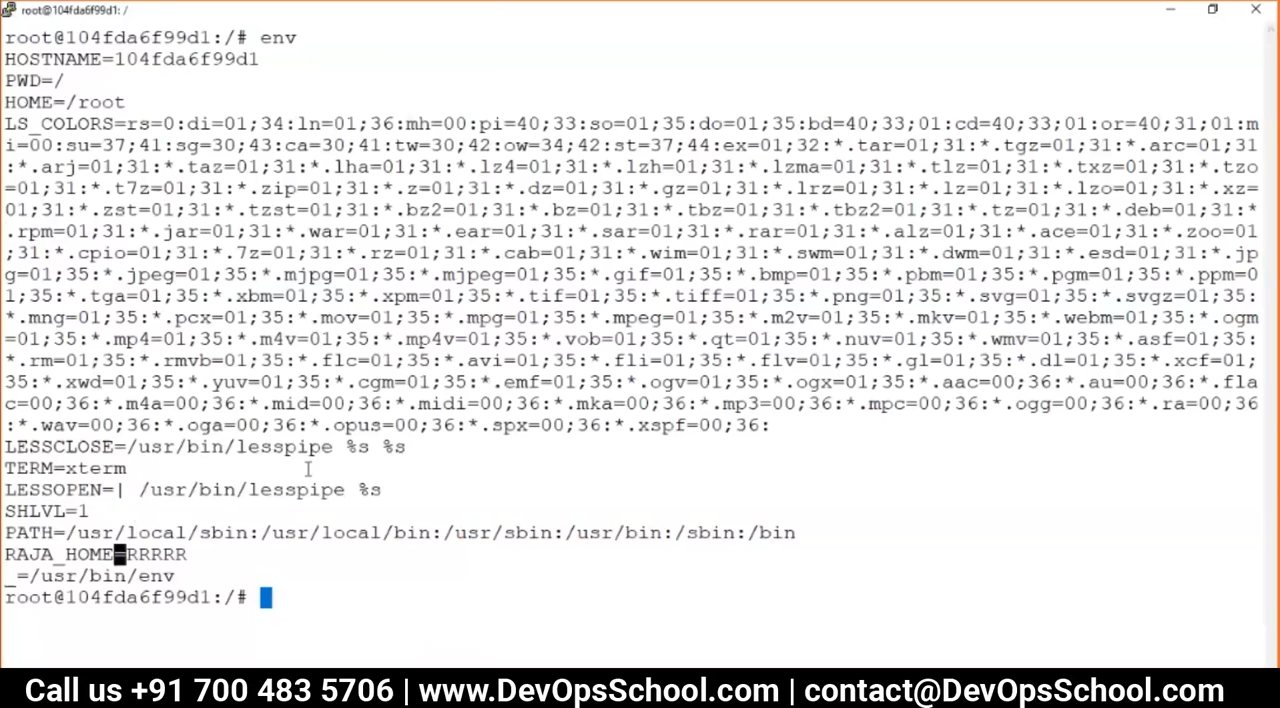 root@104fda6f99d1: /
root@104fda6f99d1:/# env
HOSTNAME=104fda6f99d1
PWD=/
HOME=/root
LS_COLORS=rs=0:di=01;34:ln=01;36:mh=00:pi=40;33:so=01;35:do=01;35:bd=40;33;01:cd=40;33;01:or=40;31;01:m
i=00:su=37;41:sg=30;43:ca=30;41:tw=30;42:ow=34;42:st=37;44:ex=01;32:*.tar=01;31:*.tgz=01;31:*.arc=01;31
:*.arj=01;31:*.taz=01;31:*.lha=01;31:*.lz4=01;31:*.lzh=01;31:*.lzma=01;31:*.tlz=01;31:*.txz=01;31:*.tzo
=01;31:*.t7z=01;31:*.zip=01;31:*.z=01;31:*.dz=01;31:*.gz=01;31:*.lrz=01;31:*.lz=01;31:*.lzo=01;31:*.xz=
01;31:*.zst=01;31:*.tzst=01;31:*.bz2=01;31:*.bz=01;31:*.tbz=01;31:*.tbz2=01;31:*.tz=01;31:*.deb=01;31:*
.rpm=01;31:*.jar=01;31:*.war=01;31:*.ear=01;31:*.sar=01;31:*.rar=01;31:*.alz=01;31:*.ace=01;31:*.zoo=01
;31:*.cpio=01;31:*.7z=01;31:*.rz=01;31:*.cab=01;31:*.wim=01;31:*.swm=01;31:*.dwm=01;31:*.esd=01;31:*.jp
g=01;35:*.jpeg=01;35:*.mjpg=01;35:*.mjpeg=01;35:*.gif=01;35:*.bmp=01;35:*.pbm=01;35:*.pgm=01;35:*.ppm=0
1;35:*.tga=01;35:*.xbm=01;35:*.xpm=01;35:*.tif=01;35:*.tiff=01;35:*.png=01;35:*.svg=01;35:*.svgz=01;35:
*.mng=01;35:*.pcx=01;35:*.mov=01;35:*.mpg=01;35:*.mpeg=01;35:*.m2v=01;35:*.mkv=01;35:*.webm=01;35:*.ogm
=01;35:*.mp4=01;35:*.m4v=01;35:*.mp4v=01;35:*.vob=01;35:*.qt=01;35:*.nuv=01;35:*.wmv=01;35:*.asf=01;35:
*.rm=01;35:*.rmvb=01;35:*.flc=01;35:*.avi=01;35:*.fli=01;35:*.flv=01;35:*.gl=01;35:*.dl=01;35:*.xcf=01;
35:*.xwd=01;35:*.yuv=01;35:*.cgm=01;35:*.emf=01;35:*.ogv=01;35:*.ogx=01;35:*.aac=00;36:*.au=00;36:*.fla
c=00;36:*.m4a=00;36:*.mid=00;36:*.midi=00;36:*.mka=00;36:*.mp3=00;36:*.mpc=00;36:*.ogg=00;36:*.ra=00;36
:*.wav=00;36:*.oga=00;36:*.opus=00;36:*.spx=00;36:*.xspf=00;36:
LESSCLOSE=/usr/bin/lesspipe %s %s
TERM=xterm
LESSOPEN=| /usr/bin/lesspipe %s
SHLVL=1
PATH=/usr/local/sbin:/usr/local/bin:/usr/sbin:/usr/bin:/sbin:/bin
RAJA_HOME=RRRRR
_=/usr/bin/env
root@104fda6f99d1:/#
Call us +91 700 483 5706 | www.DevOpsSchool.com | contact@DevOpsSchool.com